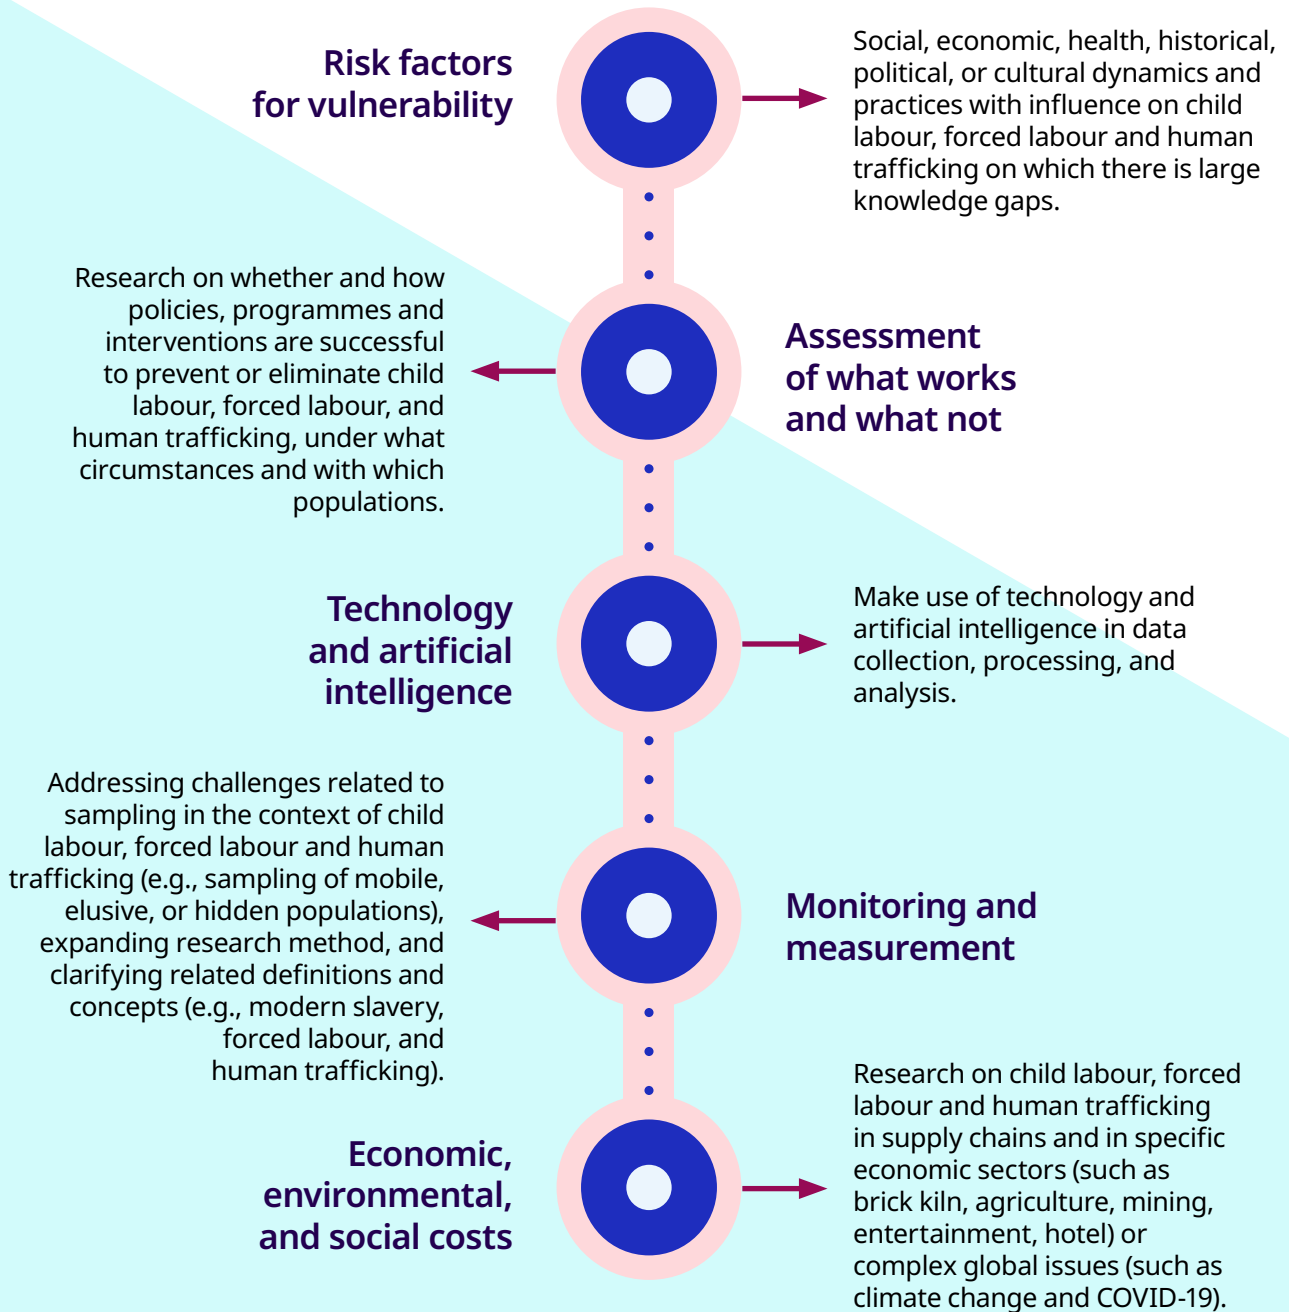 Risk factors
for vulnerability
Social, economic, health, historical,
political, or cultural dynamics and
practices with influence on child
labour, forced labour and human
trafficking on which there is large
knowledge gaps.
Research on whether and how
policies, programmes and
interventions are successful
to prevent or eliminate child
labour, forced labour, and
human trafficking, under what
circumstances and with which
populations.
Assessment
of what works
and what not
Technology
and artificial
intelligence
Make use of technology and
artificial intelligence in data
collection, processing, and
analysis.
Addressing challenges related to
sampling in the context of child
labour, forced labour and human
trafficking (e.g., sampling of mobile,
elusive, or hidden populations),
expanding research method, and
clarifying related definitions and
concepts (e.g., modern slavery,
forced labour, and
human trafficking).
Monitoring and
measurement
Economic,
environmental,
and social costs
Research on child labour, forced
labour and human trafficking
in supply chains and in specific
economic sectors (such as
brick kiln, agriculture, mining,
entertainment, hotel) or
complex global issues (such as
climate change and COVID-19).